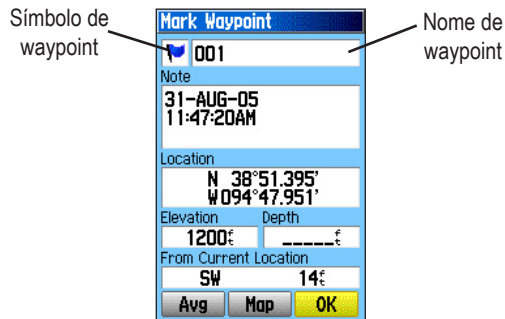 Símbolo de
waypoint
Nome de
waypoint
Mark Waypoint
001
Note
31-AUG-05
11:47:20AM
Location
N 38°51.395'
W094°47.951'
Elevation Depth
1200ft _____ft
From Current Location
SW 14ft
Avg Map OK